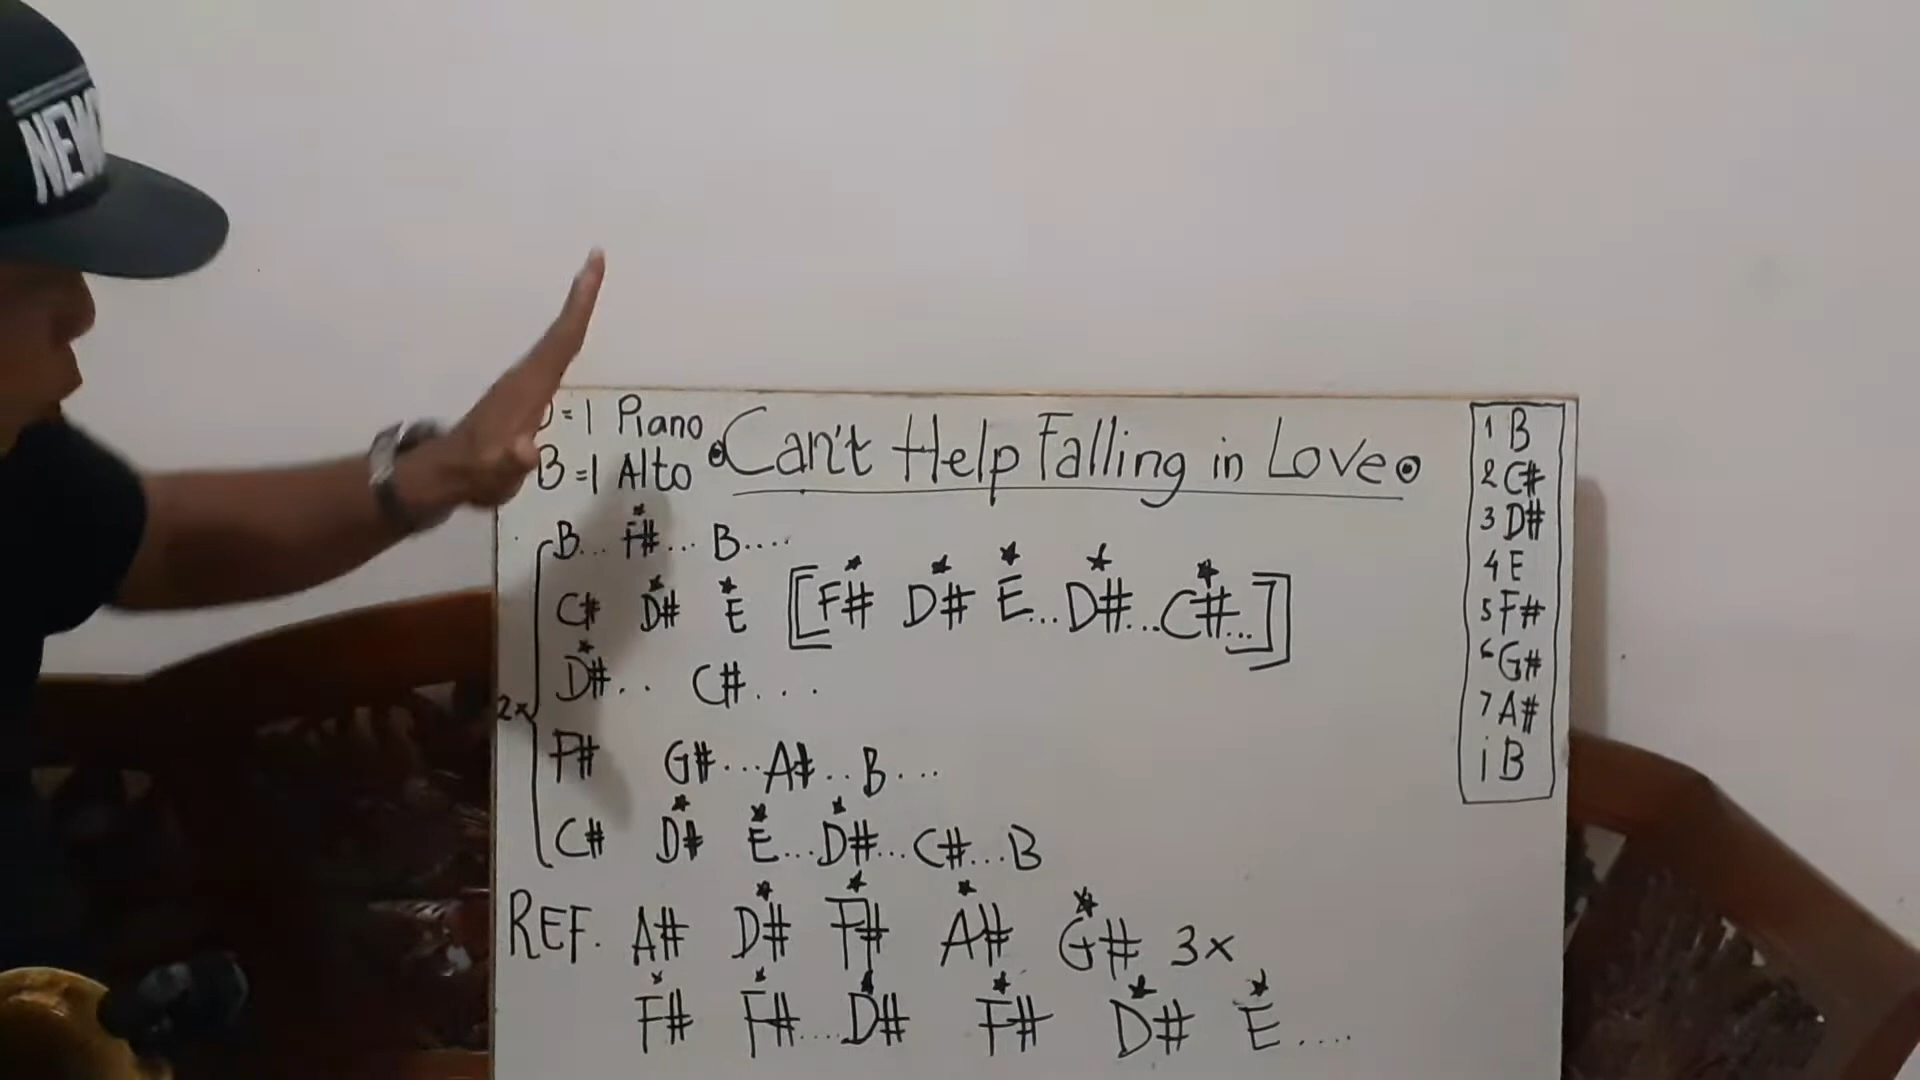 NEW
=1 Piano
B =1 Alto
Can't Help Falling in Love
B... F#... B....
C# D# E [F# D# E...D#...C#...]
D#.. C#...
2x
F# G#...A#..B...
C# D# E...D#...C#...B
REF. A# D# F# A# G# 3x
F# F#....D# F# D# E....
1 B
2 C#
3 D#
4 E
5 F#
6 G#
7 A#
i B